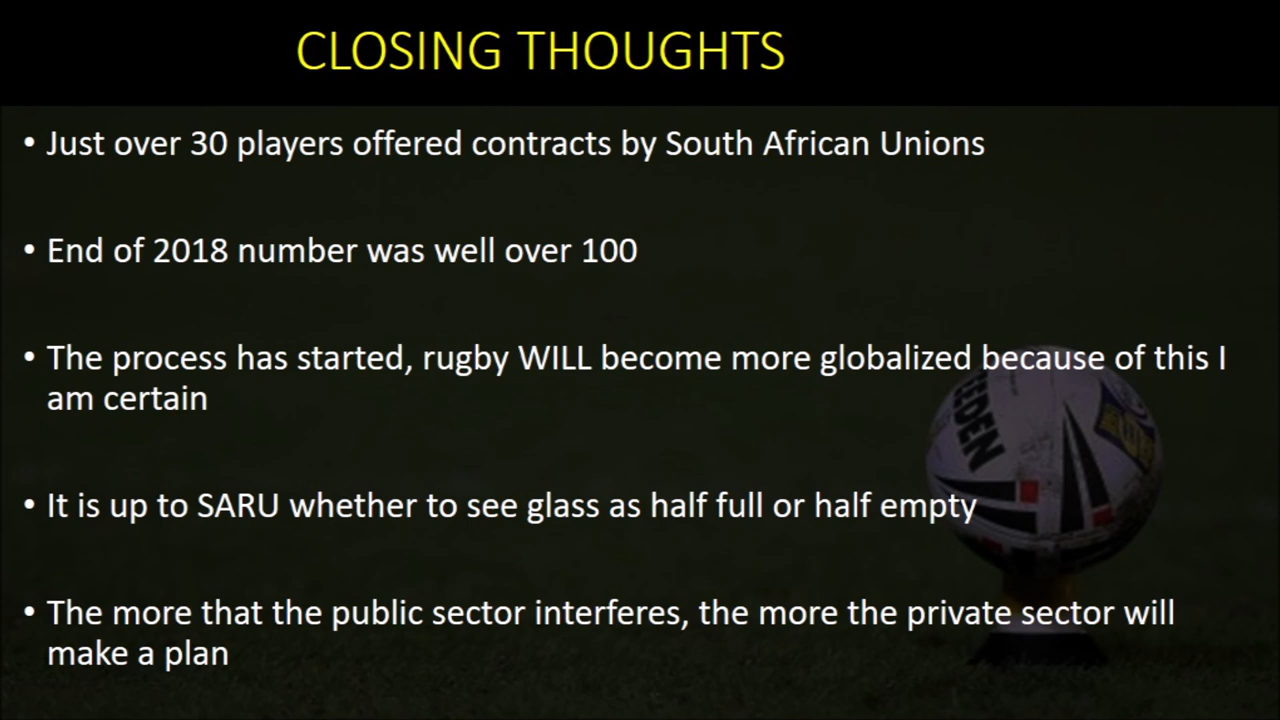 CLOSING THOUGHTS
• Just over 30 players offered contracts by South African Unions
• End of 2018 number was well over 100
• The process has started, rugby WILL become more globalized because of this I
am certain
• It is up to SARU whether to see glass as half full or half empty
• The more that the public sector interferes, the more the private sector will
make a plan
EEDEN